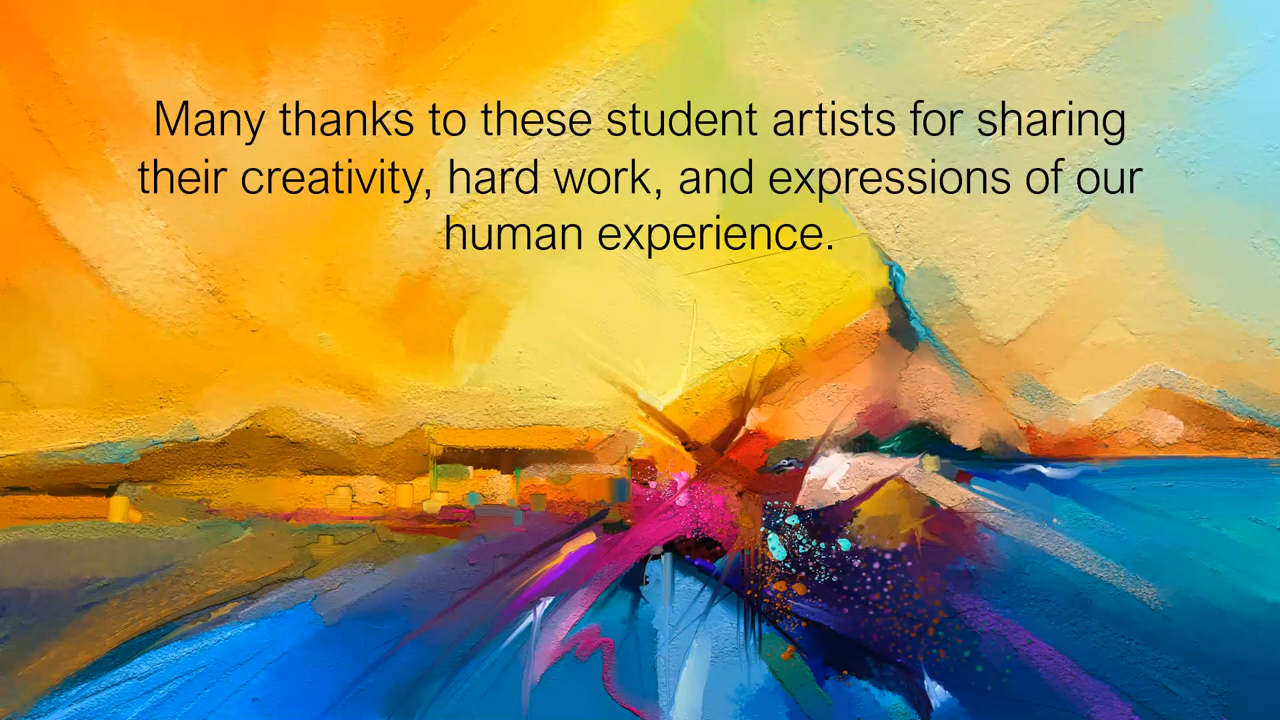 Many thanks to these student artists for sharing
their creativity, hard work, and expressions of our
human experience.